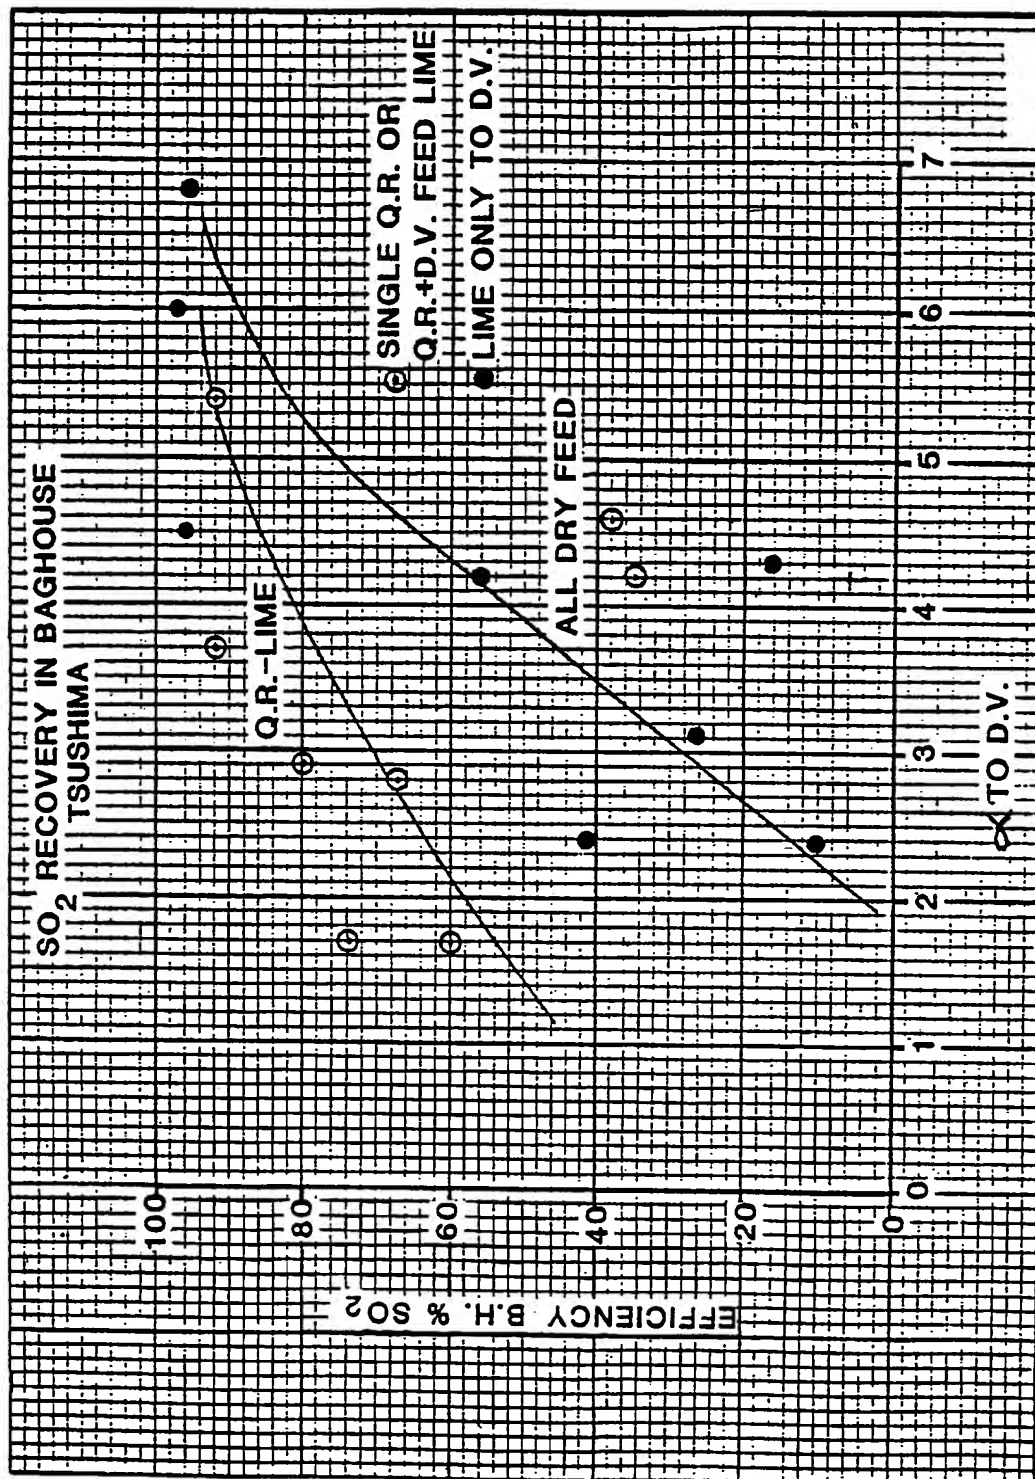 SO2 RECOVERY IN BAGHOUSE
TSUSHIMA
Q.R.-LIME
SINGLE Q.R. OR
Q.R.+D.V. FEED LIME
LIME ONLY TO D.V.
ALL DRY FEED
EFFICIENCY B.H. % SO2
100
80
60
40
20
0
0
1
2
3
4
5
6
7
α TO D.V.